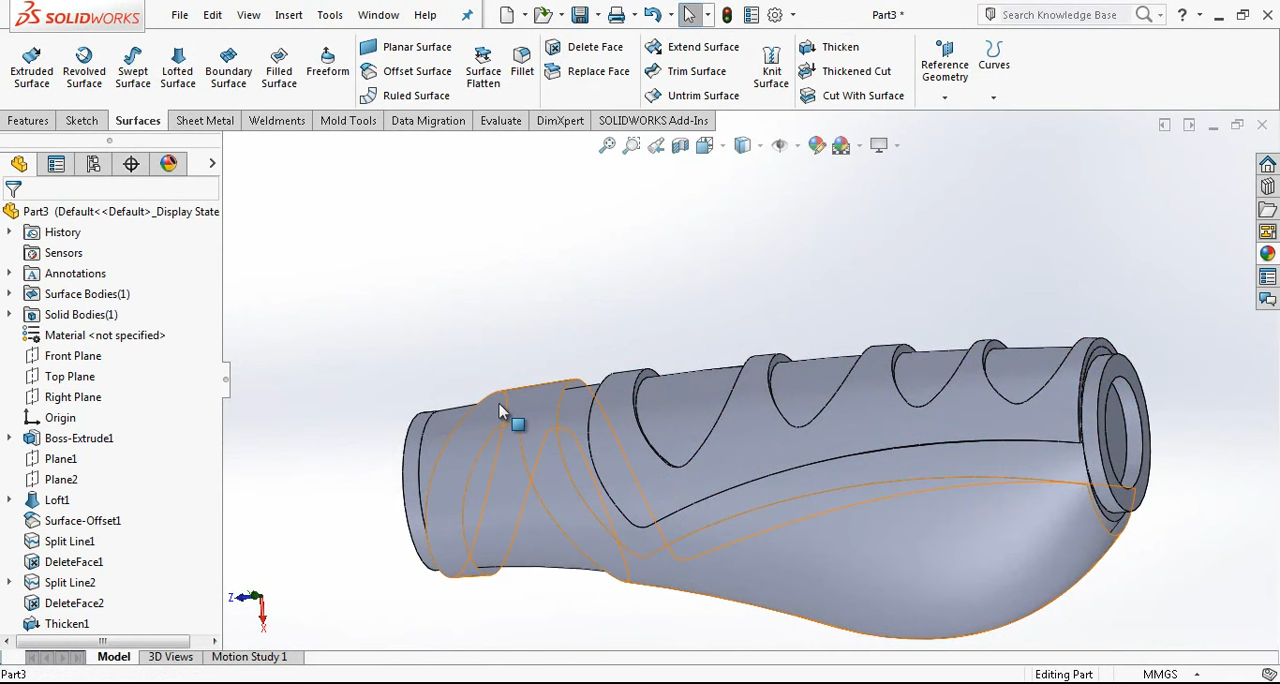 SOLIDWORKS
File Edit View Insert Tools Window Help
Part3 *
Search Knowledge Base
Extruded Surface
Revolved Surface
Swept Surface
Lofted Surface
Boundary Surface
Filled Surface
Freeform
Planar Surface
Offset Surface
Ruled Surface
Surface Flatten
Fillet
Delete Face
Replace Face
Extend Surface
Trim Surface
Untrim Surface
Knit Surface
Thicken
Thickened Cut
Cut With Surface
Reference Geometry
Curves
Features Sketch Surfaces Sheet Metal Weldments Mold Tools Data Migration Evaluate DimXpert SOLIDWORKS Add-Ins
Part3 (Default<<Default>_Display State
History
Sensors
Annotations
Surface Bodies(1)
Solid Bodies(1)
Material <not specified>
Front Plane
Top Plane
Right Plane
Origin
Boss-Extrude1
Plane1
Plane2
Loft1
Surface-Offset1
Split Line1
DeleteFace1
Split Line2
DeleteFace2
Thicken1
Z
X
Model 3D Views Motion Study 1
Part3
Editing Part
MMGS